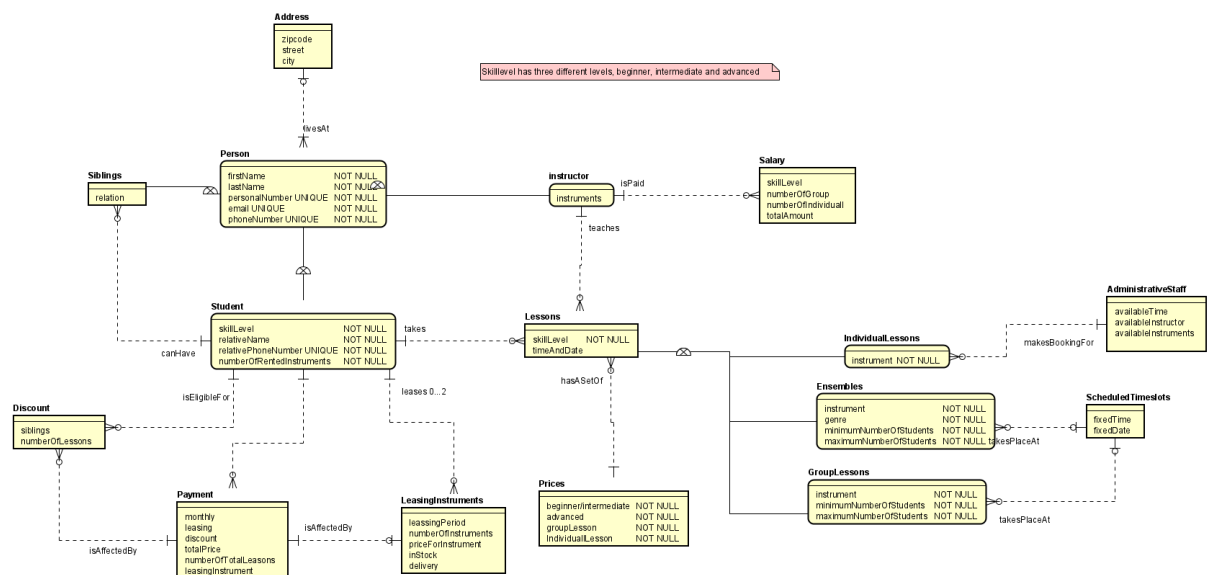 Address
zipcode
street
city
Skilllevel has three different levels, beginner, intermediate and advanced
livesAt
Person
firstName NOT NULL
lastName NOT NULL
personalNumber UNIQUE NOT NULL
email UNIQUE NOT NULL
phoneNumber UNIQUE NOT NULL
Siblings
relation
instructor
instruments
isPaid
Salary
skillLevel
numberOfGroup
numberOfIndividuall
totalAmount
teaches
Student
skillLevel NOT NULL
relativeName NOT NULL
relativePhoneNumber UNIQUE NOT NULL
numberOfRentedInstruments NOT NULL
canHave
takes
Lessons
skillLevel NOT NULL
timeAndDate
AdministrativeStaff
availableTime
availableInstructor
availableInstruments
makesBookingFor
IndividualLessons
instrument NOT NULL
isEligibleFor
leases 0...2
hasASetOf
Discount
siblings
numberOfLessons
Ensembles
instrument NOT NULL
genre NOT NULL
minimumNumberOfStudents NOT NULL
maximumNumberOfStudents NOT NULL
takesPlaceAt
ScheduledTimeslots
fixedTime
fixedDate
GroupLessons
instrument NOT NULL
minimumNumberOfStudents NOT NULL
maximumNumberOfStudents NOT NULL
takesPlaceAt
Payment
monthly
leasing
discount
totalPrice
numberOfTotalLeasons
leasingInstrument
isAffectedBy
isAffectedBy
LeasingInstruments
leassingPeriod
numberOfInstruments
priceForInstrument
inStock
delivery
Prices
beginner/intermediate NOT NULL
advanced NOT NULL
groupLesson NOT NULL
IndividuallLesson NOT NULL